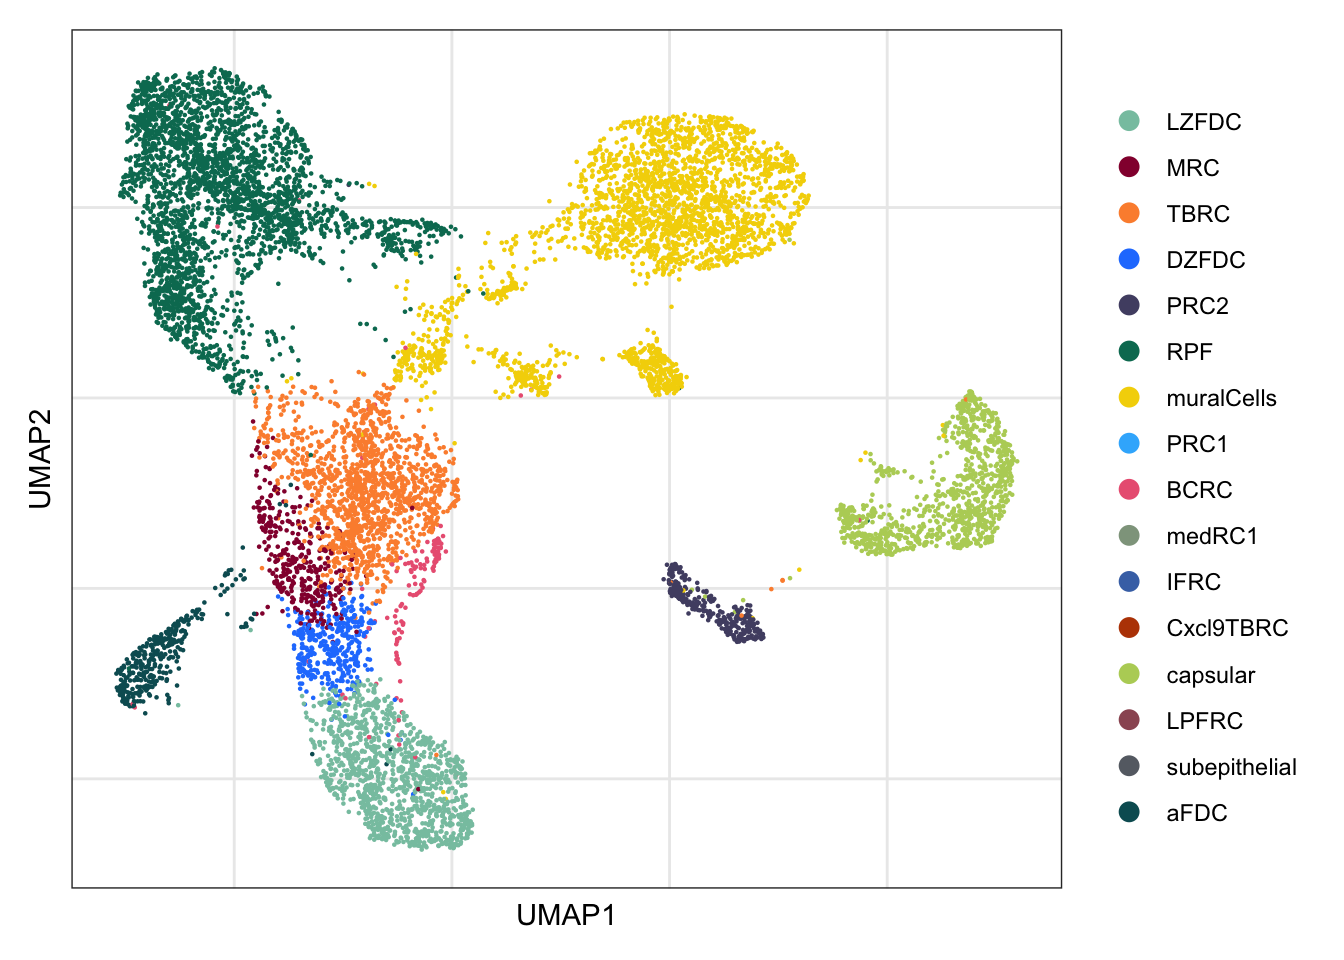 UMAP2
UMAP1
LZFDC
MRC
TBRC
DZFDC
PRC2
RPF
muralCells
PRC1
BCRC
medRC1
IFRC
Cxcl9TBRC
capsular
LPFRC
subepithelial
aFDC